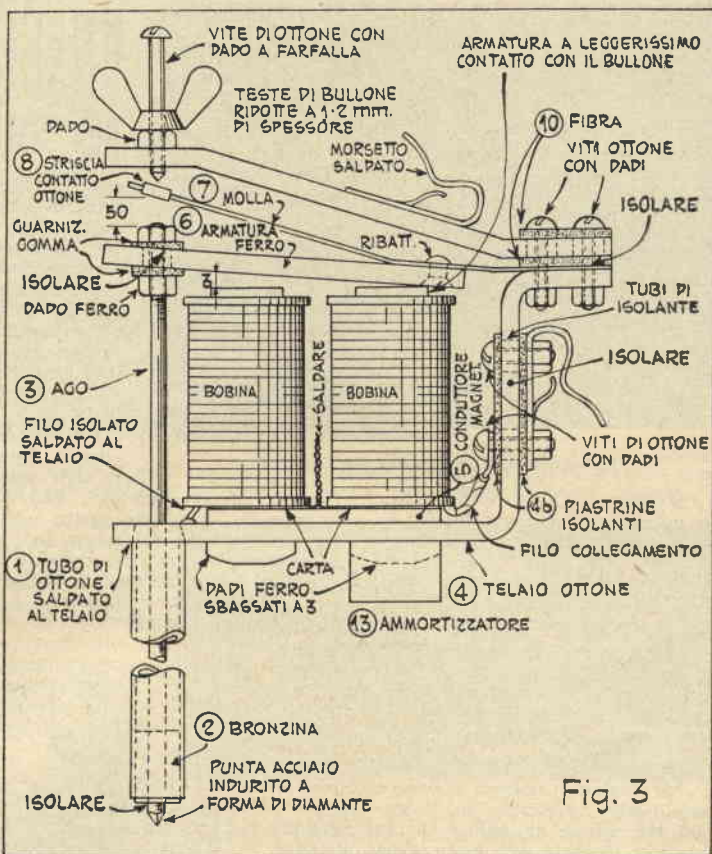 VITE DI OTTONE CON
DADO A FARFALLA
ARMATURA A LEGGERISSIMO
CONTATTO CON IL BULLONE
TESTE DI BULLONE
RIDOTTE A 1-2 mm.
DI SPESSORE
DADO
10 FIBRA
VITI OTTONE
CON DADI
MORSETTO
SALDATO
8 STRISCIA
CONTATTO
OTTONE
7 MOLLA
ISOLARE
50
6 ARMATURA
FERRO
GUARNIZ.
GOMMA
RIBATT.
ISOLARE
DADO FERRO
TUBI DI
ISOLANTE
ISOLARE
3 AGO
BOBINA
SALDARE
BOBINA
CONDUTTORE
MAGNET.
FILO ISOLATO
SALDATO AL
TELAIO
VITI DI OTTONE
CON DADI
5
4b PIASTRINE
ISOLANTI
1 TUBO DI
OTTONE
SALDATO
AL TELAIO
CARTA
FILO COLLEGAMENTO
DADI FERRO
SBASSATI A 3
4 TELAIO OTTONE
13 AMMORTIZZATORE
2 BRONZINA
PUNTA ACCIAIO
INDURITO A
FORMA DI DIAMANTE
ISOLARE
Fig. 3